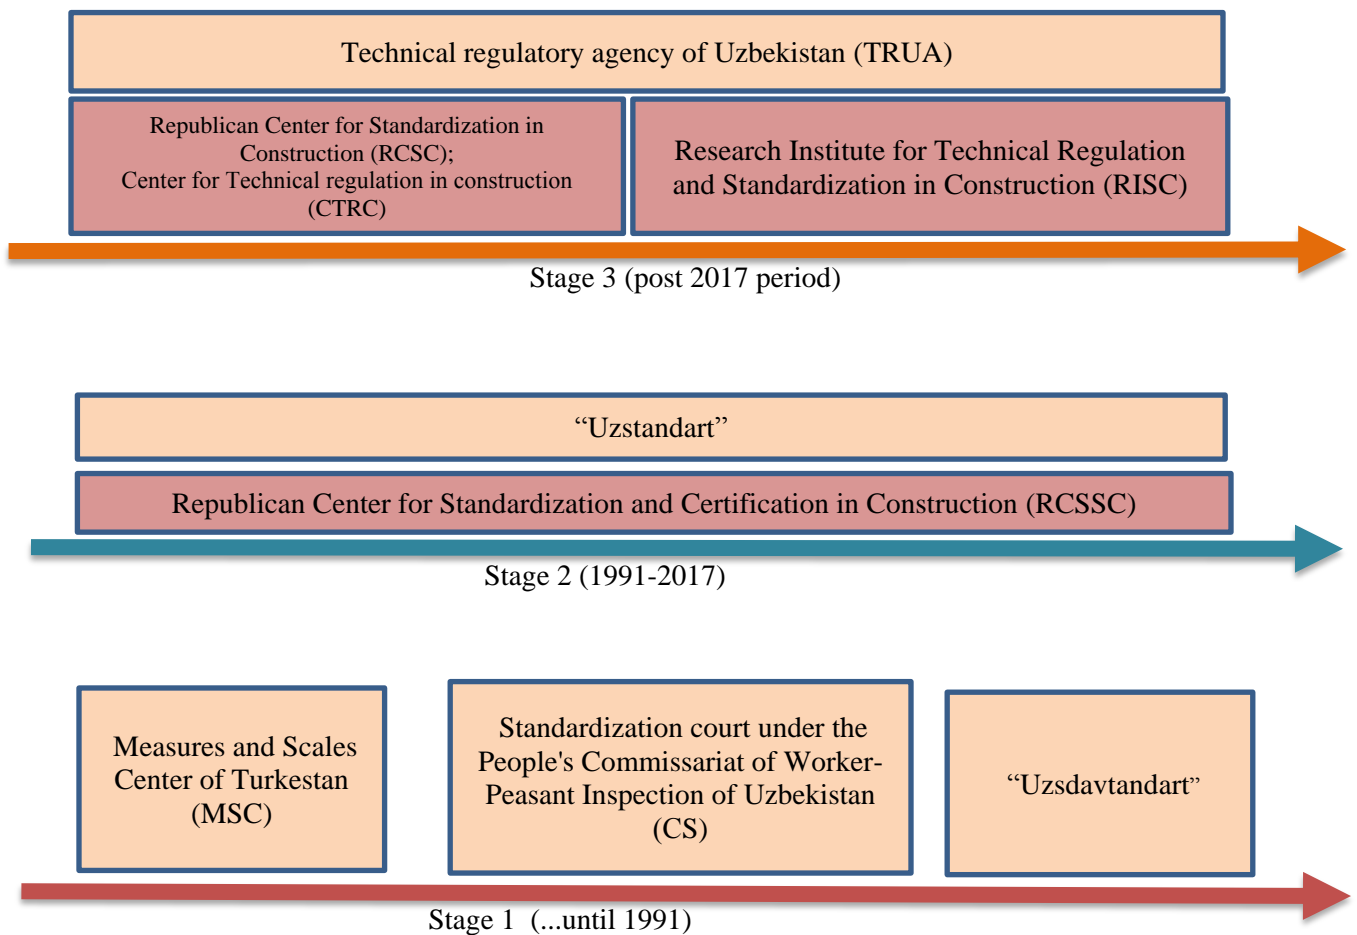 Technical regulatory agency of Uzbekistan (TRUA)
Republican Center for Standardization in
Construction (RCSC);
Center for Technical regulation in construction
(CTRC)
Research Institute for Technical Regulation
and Standardization in Construction (RISC)
Stage 3 (post 2017 period)
“Uzstandart”
Republican Center for Standardization and Certification in Construction (RCSSC)
Stage 2 (1991-2017)
Measures and Scales
Center of Turkestan
(MSC)
Standardization court under the
People's Commissariat of Worker-
Peasant Inspection of Uzbekistan
(CS)
“Uzsdavtandart”
Stage 1  (...until 1991)